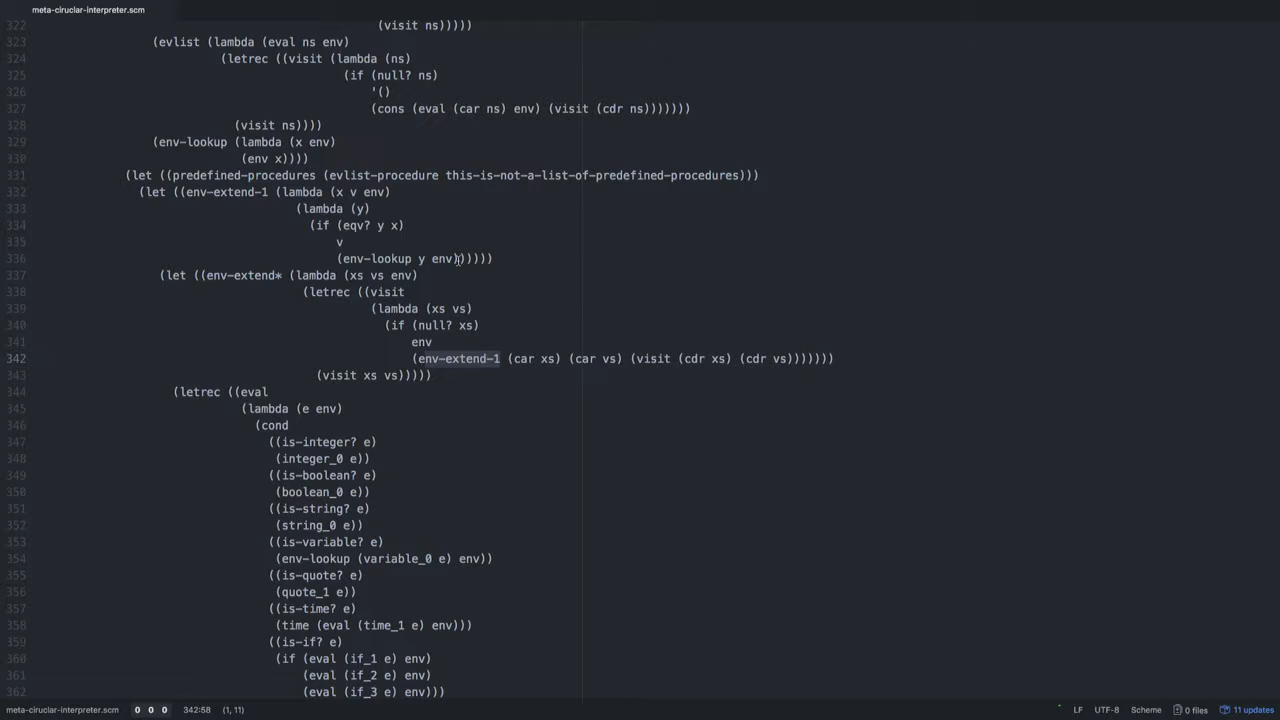 meta-ciruclar-interpreter.scm
322 (visit ns)))))
323 (evlist (lambda (eval ns env)
324 (letrec ((visit (lambda (ns)
325 (if (null? ns)
326 '()
327 (cons (eval (car ns) env) (visit (cdr ns)))))))
328 (visit ns))))
329 (env-lookup (lambda (x env)
330 (env x))))
331 (let ((predefined-procedures (evlist-procedure this-is-not-a-list-of-predefined-procedures)))
332 (let ((env-extend-1 (lambda (x v env)
333 (lambda (y)
334 (if (eqv? y x)
335 v
336 (env-lookup y env))))))
337 (let ((env-extend* (lambda (xs vs env)
338 (letrec ((visit
339 (lambda (xs vs)
340 (if (null? xs)
341 env
342 (env-extend-1 (car xs) (car vs) (visit (cdr xs) (cdr vs)))))))
343 (visit xs vs)))))
344 (letrec ((eval
345 (lambda (e env)
346 (cond
347 ((is-integer? e)
348 (integer_0 e))
349 ((is-boolean? e)
350 (boolean_0 e))
351 ((is-string? e)
352 (string_0 e))
353 ((is-variable? e)
354 (env-lookup (variable_0 e) env))
355 ((is-quote? e)
356 (quote_1 e))
357 ((is-time? e)
358 (time (eval (time_1 e) env)))
359 ((is-if? e)
360 (if (eval (if_1 e) env)
361 (eval (if_2 e) env)
362 (eval (if_3 e) env)))
meta-ciruclar-interpreter.scm 0 0 0 342:58 (1, 11) LF UTF-8 Scheme 0 files 11 updates